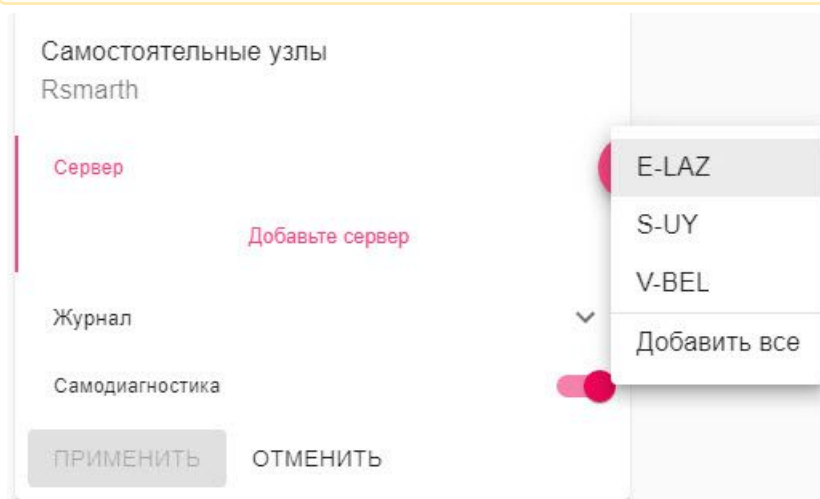 Самостоятельные узлы
Rsmarth
Сервер
Добавьте сервер
Журнал
Самодиагностика
ПРИМЕНИТЬ
ОТМЕНИТЬ
E-LAZ
S-UY
V-BEL
Добавить все